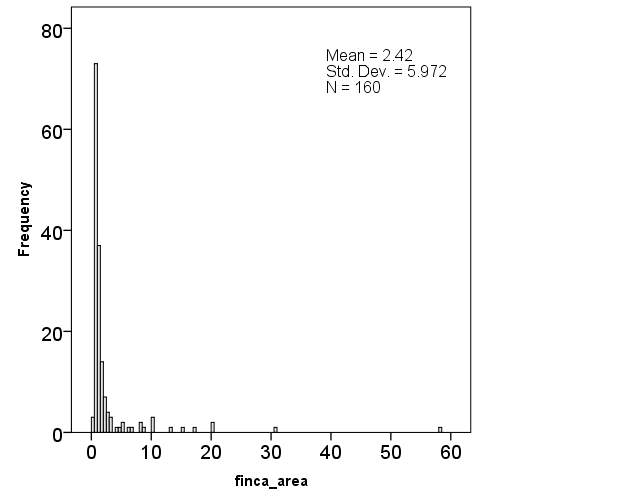 80
60
40
20
0
Frequency
Mean = 2.42
Std. Dev. = 5.972
N = 160
0 10 20 30 40 50 60
finca_area